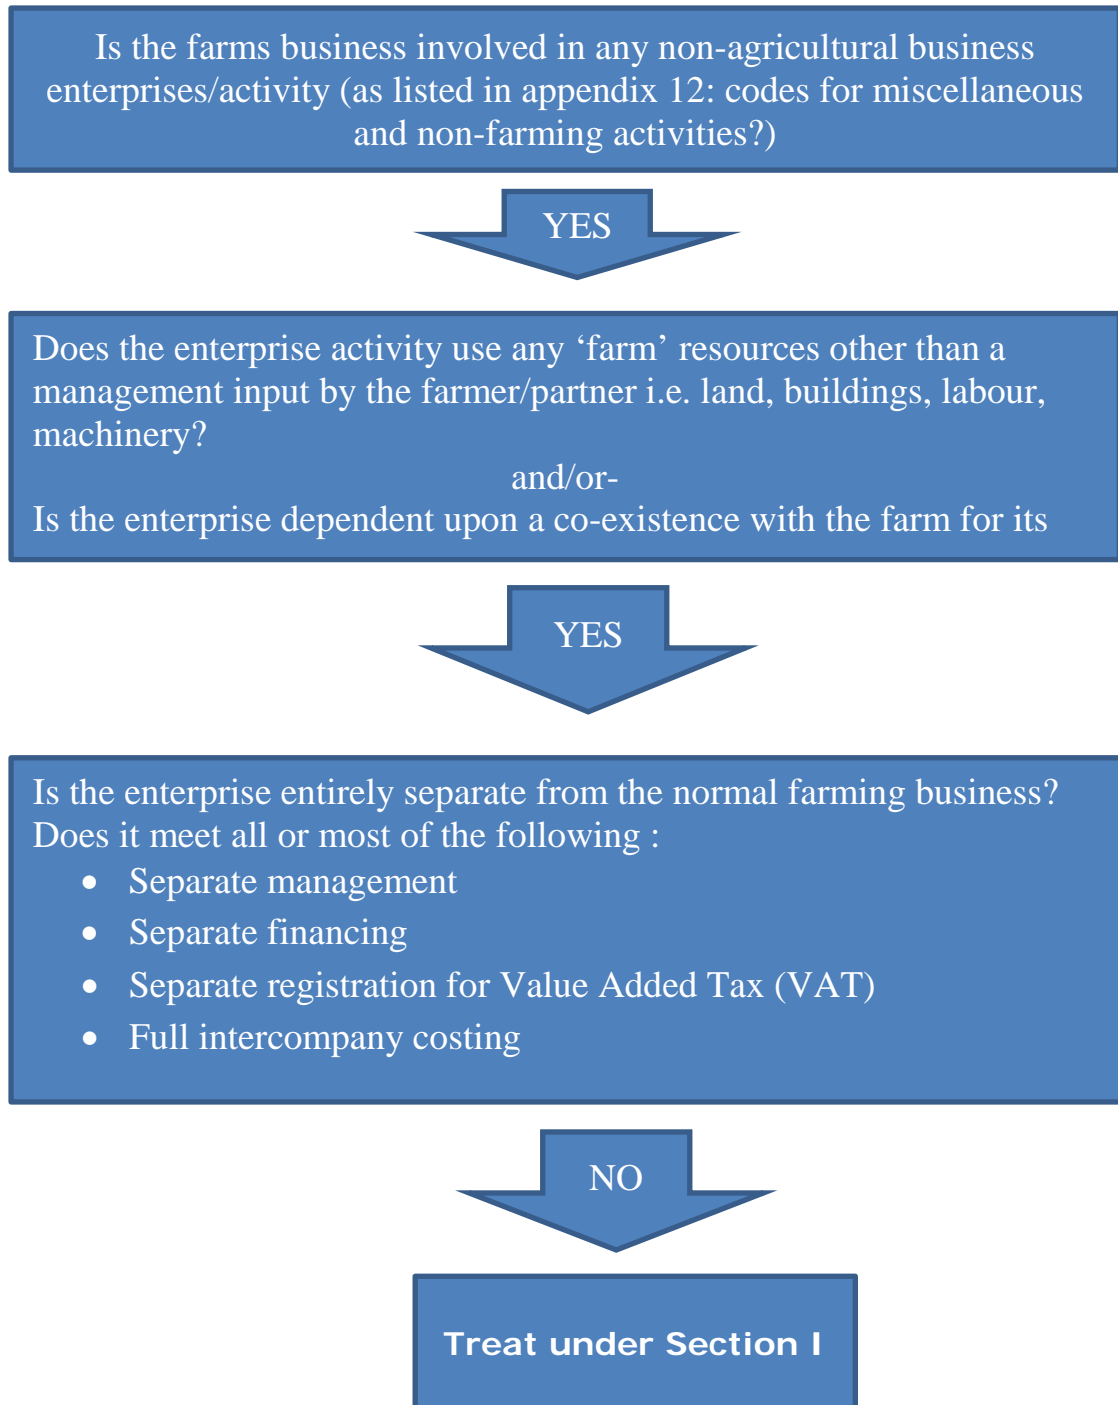 Is the farms business involved in any non-agricultural business
enterprises/activity (as listed in appendix 12: codes for miscellaneous
and non-farming activities?)
YES
Does the enterprise activity use any ‘farm’ resources other than a
management input by the farmer/partner i.e. land, buildings, labour,
machinery?
and/or-
Is the enterprise dependent upon a co-existence with the farm for its
YES
Is the enterprise entirely separate from the normal farming business?
Does it meet all or most of the following :
• Separate management
• Separate financing
• Separate registration for Value Added Tax (VAT)
• Full intercompany costing
NO
Treat under Section I